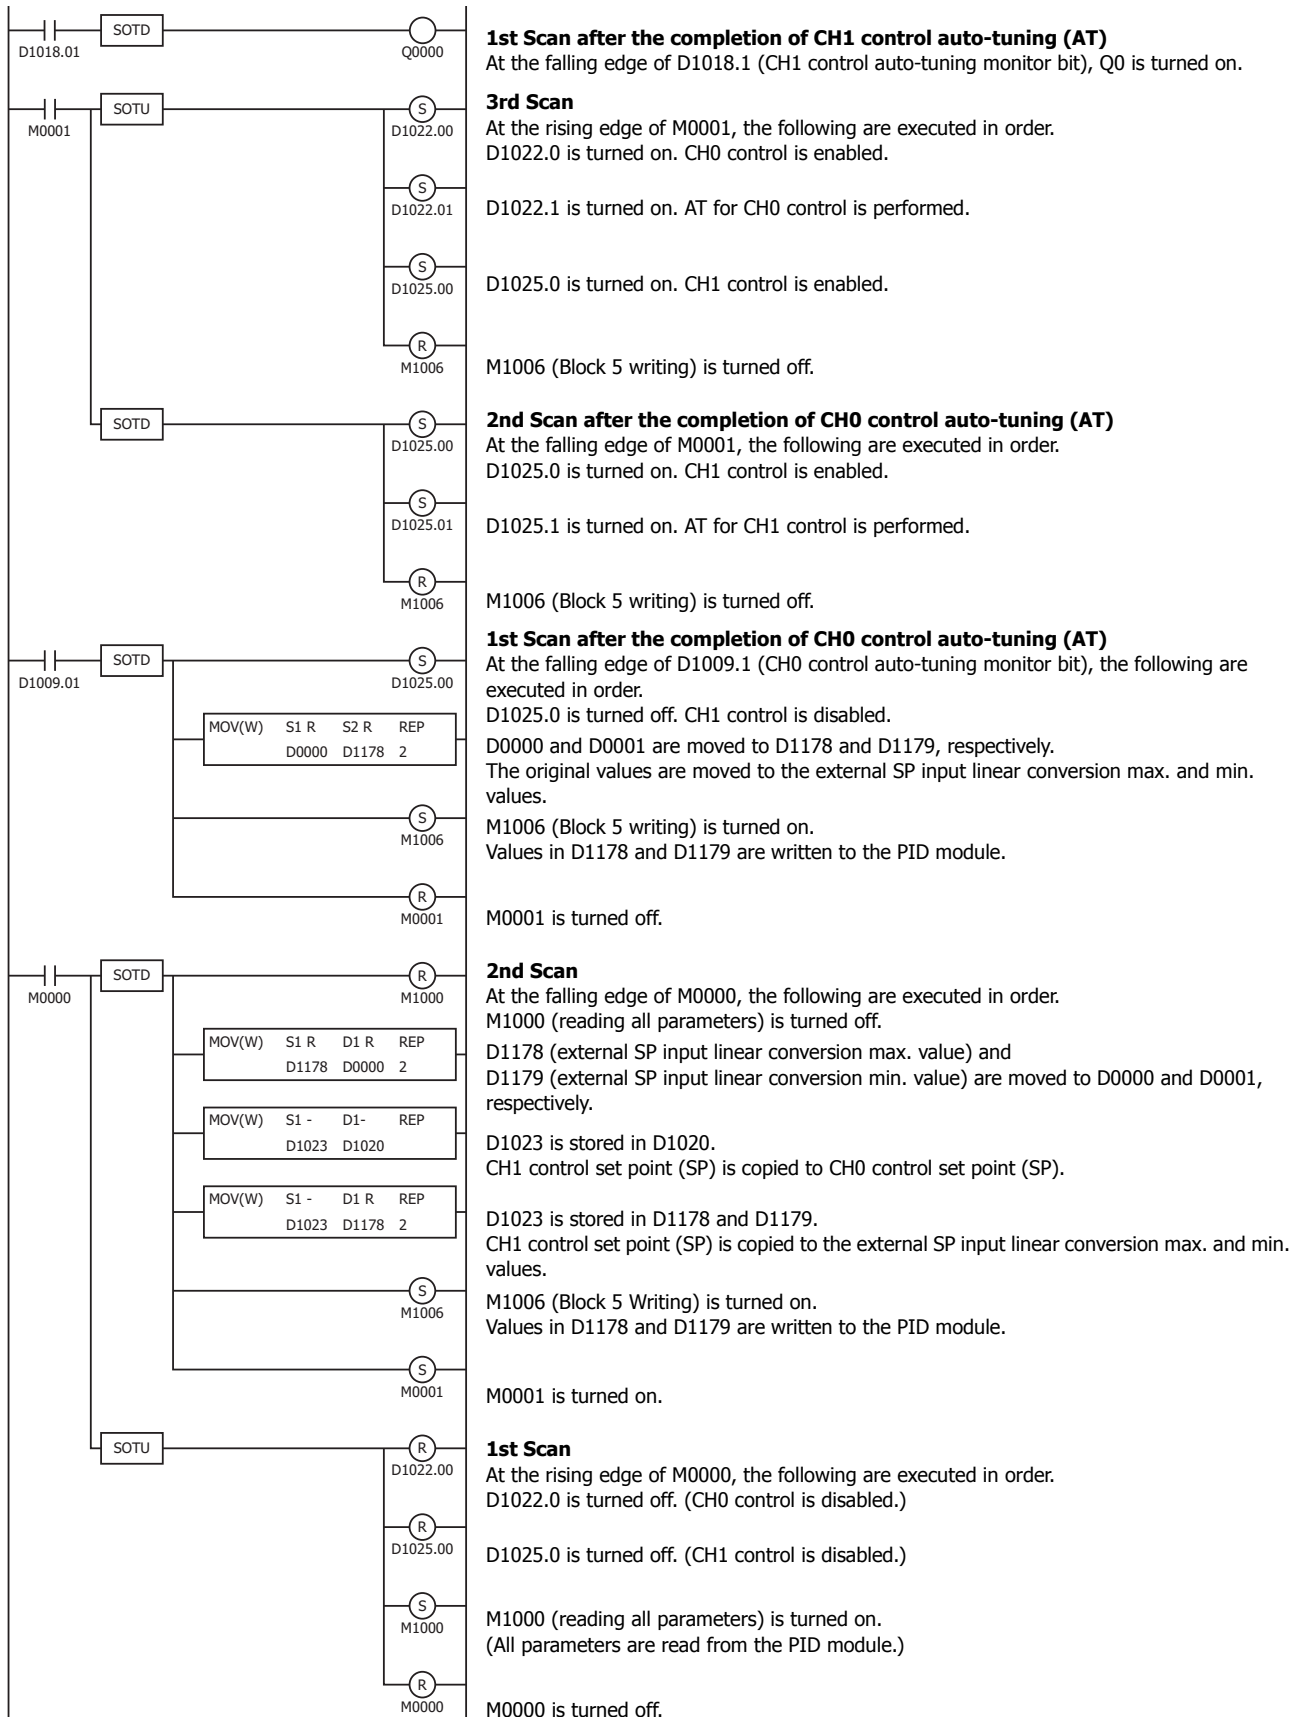 SOTD
D1018.01
Q0000
1st Scan after the completion of CH1 control auto-tuning (AT)
At the falling edge of D1018.1 (CH1 control auto-tuning monitor bit), Q0 is turned on.
SOTU
M0001
S
D1022.00
3rd Scan
At the rising edge of M0001, the following are executed in order.
D1022.0 is turned on. CH0 control is enabled.
S
D1022.01
D1022.1 is turned on. AT for CH0 control is performed.
S
D1025.00
D1025.0 is turned on. CH1 control is enabled.
R
M1006
M1006 (Block 5 writing) is turned off.
SOTD
S
D1025.00
2nd Scan after the completion of CH0 control auto-tuning (AT)
At the falling edge of M0001, the following are executed in order.
D1025.0 is turned on. CH1 control is enabled.
S
D1025.01
D1025.1 is turned on. AT for CH1 control is performed.
R
M1006
M1006 (Block 5 writing) is turned off.
SOTD
D1009.01
S
D1025.00
1st Scan after the completion of CH0 control auto-tuning (AT)
At the falling edge of D1009.1 (CH0 control auto-tuning monitor bit), the following are
executed in order.
D1025.0 is turned off. CH1 control is disabled.
MOV(W) S1 R S2 R REP
D0000 D1178 2
D0000 and D0001 are moved to D1178 and D1179, respectively.
The original values are moved to the external SP input linear conversion max. and min.
values.
S
M1006
M1006 (Block 5 writing) is turned on.
Values in D1178 and D1179 are written to the PID module.
R
M0001
M0001 is turned off.
SOTD
M0000
R
M1000
2nd Scan
At the falling edge of M0000, the following are executed in order.
M1000 (reading all parameters) is turned off.
MOV(W) S1 R D1 R REP
D1178 D0000 2
D1178 (external SP input linear conversion max. value) and
D1179 (external SP input linear conversion min. value) are moved to D0000 and D0001,
respectively.
MOV(W) S1 - D1- REP
D1023 D1020
D1023 is stored in D1020.
CH1 control set point (SP) is copied to CH0 control set point (SP).
MOV(W) S1 - D1 R REP
D1023 D1178 2
D1023 is stored in D1178 and D1179.
CH1 control set point (SP) is copied to the external SP input linear conversion max. and min.
values.
S
M1006
M1006 (Block 5 Writing) is turned on.
Values in D1178 and D1179 are written to the PID module.
S
M0001
M0001 is turned on.
SOTU
R
D1022.00
1st Scan
At the rising edge of M0000, the following are executed in order.
D1022.0 is turned off. (CH0 control is disabled.)
R
D1025.00
D1025.0 is turned off. (CH1 control is disabled.)
S
M1000
M1000 (reading all parameters) is turned on.
(All parameters are read from the PID module.)
R
M0000
M0000 is turned off.